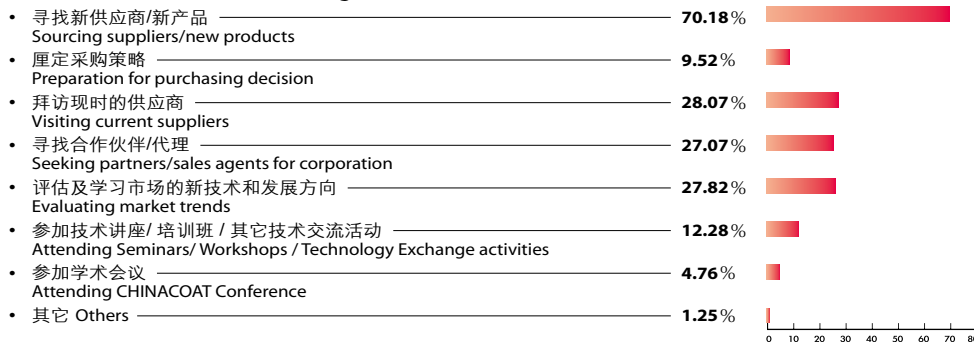 • 寻找新供应商/新产品 70.18%
Sourcing suppliers/new products
• 厘定采购策略 9.52%
Preparation for purchasing decision
• 拜访现时的供应商 28.07%
Visiting current suppliers
• 寻找合作伙伴/代理 27.07%
Seeking partners/sales agents for corporation
• 评估及学习市场的新技术和发展方向 27.82%
Evaluating market trends
• 参加技术讲座/ 培训班 / 其它技术交流活动 12.28%
Attending Seminars/ Workshops / Technology Exchange activities
• 参加学术会议 4.76%
Attending CHINACOAT Conference
• 其它 Others 1.25%
0 10 20 30 40 50 60 70 80